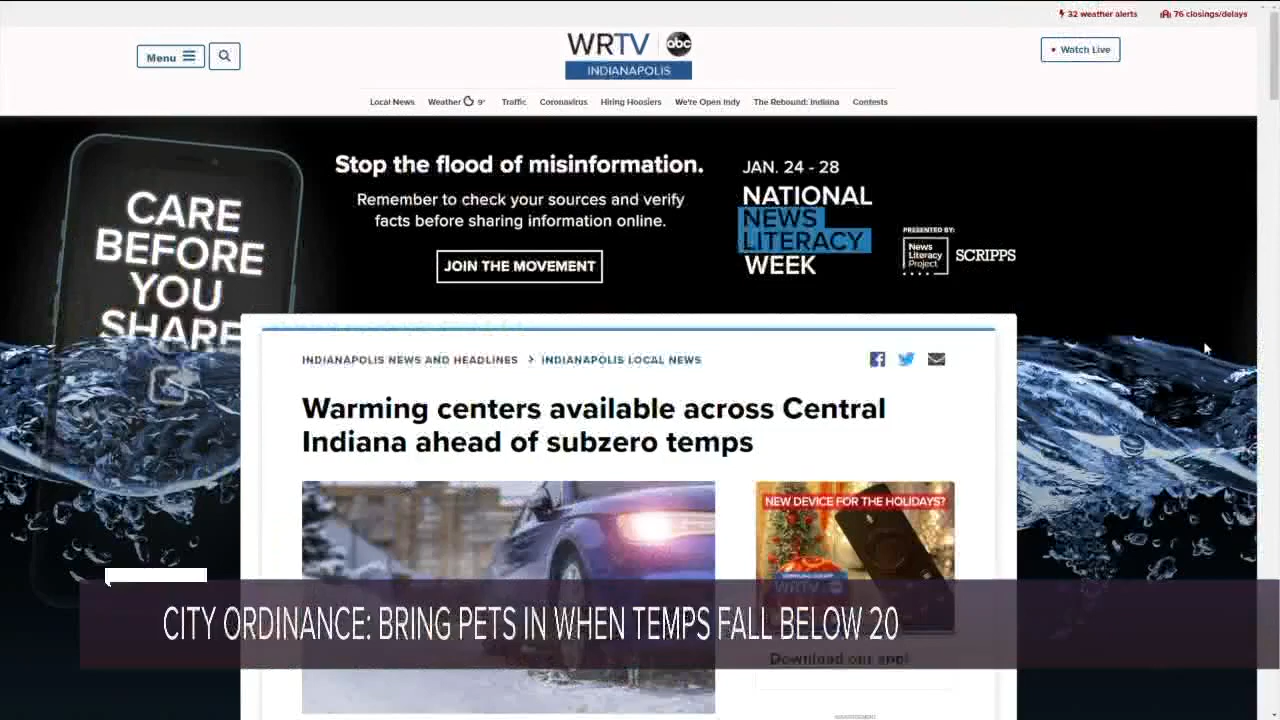 32 weather alerts
76 closings/delays
Menu
WRTV abc
INDIANAPOLIS
Watch Live
Local News Weather 9° Traffic Coronavirus Hiring Hoosiers We're Open Indy The Rebound: Indiana Contests
CARE
BEFORE
YOU
SHARE
Stop the flood of misinformation.
Remember to check your sources and verify
facts before sharing information online.
JOIN THE MOVEMENT
JAN. 24 - 28
NATIONAL
NEWS
LITERACY
WEEK
PRESENTED BY:
News
Literacy
Project
SCRIPPS
INDIANAPOLIS NEWS AND HEADLINES > INDIANAPOLIS LOCAL NEWS
Warming centers available across Central
Indiana ahead of subzero temps
NEW DEVICE FOR THE HOLIDAYS?
WRTV
CITY ORDINANCE: BRING PETS IN WHEN TEMPS FALL BELOW 20
Download our app!
ADVERTISEMENT